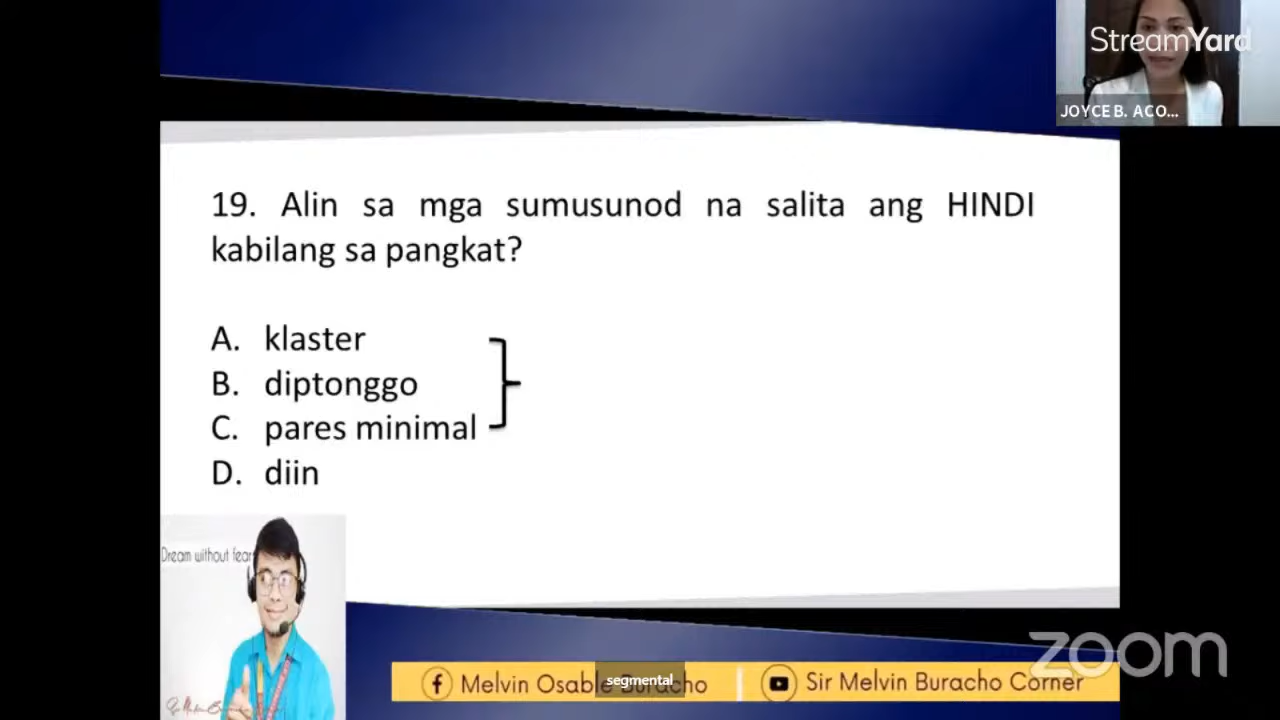 StreamYard
JOYCE B. ACO...
19. Alin sa mga sumusunod na salita ang HINDI
kabilang sa pangkat?
A. klaster
B. diptonggo
C. pares minimal
D. diin
Dream without fear
zoom
Melvin Osable Buracho
segmental
Sir Melvin Buracho Corner